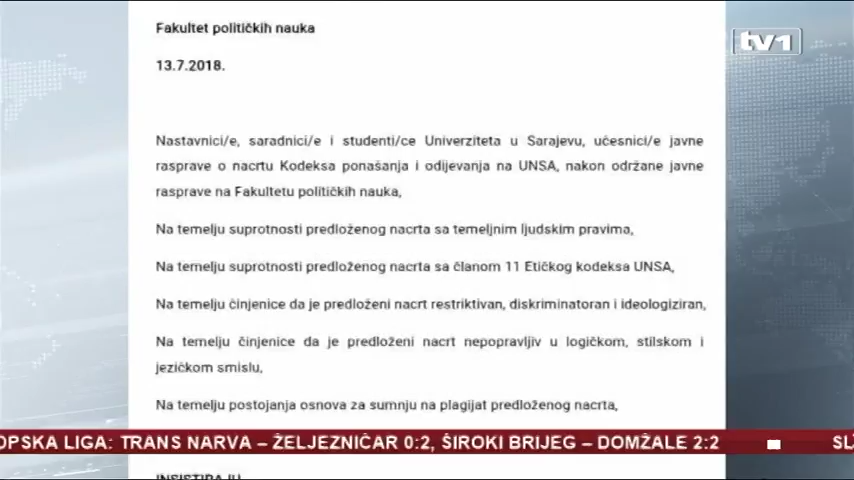 Fakultet političkih nauka
tv1
13.7.2018.
Nastavnici/e, saradnici/e i studenti/ce Univerziteta u Sarajevu, učesnici/e javne
rasprave o nacrtu Kodeksa ponašanja i odijevanja na UNSA, nakon održane javne
rasprave na Fakultetu političkih nauka,
Na temelju suprotnosti predloženog nacrta sa temeljnim ljudskim pravima,
Na temelju suprotnosti predloženog nacrta sa članom 11 Etičkog kodeksa UNSA,
Na temelju činjenice da je predloženi nacrt restriktivan, diskriminatoran i ideologiziran,
Na temelju činjenice da je predloženi nacrt nepopravljiv u logičkom, stilskom i
jezičkom smislu,
Na temelju postojanja osnova za sumnju na plagijat predloženog nacrta,
OPSKA LIGA: TRANS NARVA – ŽELJEZNIČAR 0:2, ŠIROKI BRIJEG – DOMŽALE 2:2
INSISTIRAJU